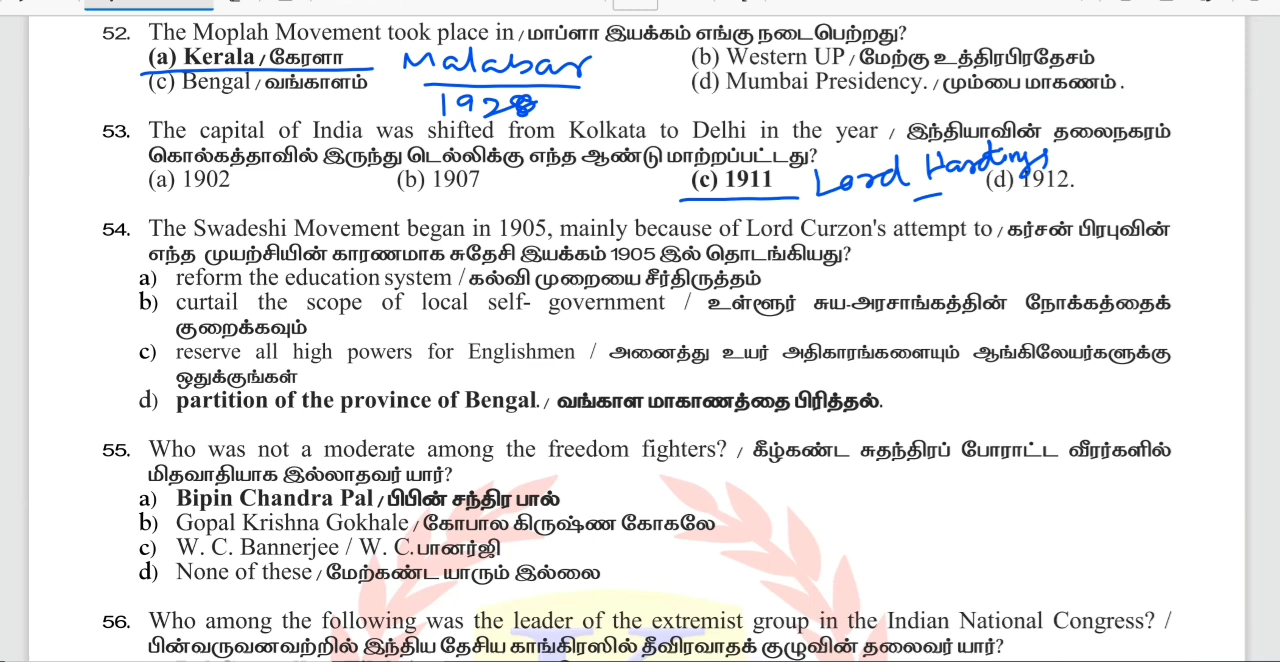 52. The Moplah Movement took place in / மாப்ளா இயக்கம் எங்கு நடைபெற்றது?
(a) Kerala / கேரளா Malabar (b) Western UP / மேற்கு உத்திரபிரதேசம்
(c) Bengal / வங்காளம் (d) Mumbai Presidency. / மும்பை மாகணம்.
53. The capital of India was shifted from Kolkata to Delhi in the year / இந்தியாவின் தலைநகரம்
கொல்கத்தாவில் இருந்து டெல்லிக்கு எந்த ஆண்டு மாற்றப்பட்டது?
(a) 1902 (b) 1907 (c) 1911 Lord Hardings (d) 1912.
54. The Swadeshi Movement began in 1905, mainly because of Lord Curzon's attempt to / கர்சன் பிரபுவின்
எந்த முயற்சியின் காரணமாக சுதேசி இயக்கம் 1905 இல் தொடங்கியது?
a) reform the education system / கல்வி முறையை சீர்திருத்தம்
b) curtail the scope of local self- government / உள்ளூர் சுய-அரசாங்கத்தின் நோக்கத்தைக்
குறைக்கவும்
c) reserve all high powers for Englishmen / அனைத்து உயர் அதிகாரங்களையும் ஆங்கிலேயர்களுக்கு
ஒதுக்குங்கள்
d) partition of the province of Bengal. / வங்காள மாகாணத்தை பிரித்தல்.
55. Who was not a moderate among the freedom fighters? / கீழ்கண்ட சுதந்திரப் போராட்ட வீரர்களில்
மிதவாதியாக இல்லாதவர் யார்?
a) Bipin Chandra Pal / பிபின் சந்திர பால்
b) Gopal Krishna Gokhale / கோபால கிருஷ்ண கோகலே
c) W. C. Bannerjee / W. C.பானர்ஜி
d) None of these / மேற்கண்ட யாரும் இல்லை
56. Who among the following was the leader of the extremist group in the Indian National Congress? /
பின்வருவனவற்றில் இந்திய தேசிய காங்கிரஸில் தீவிரவாதக் குழுவின் தலைவர் யார்?